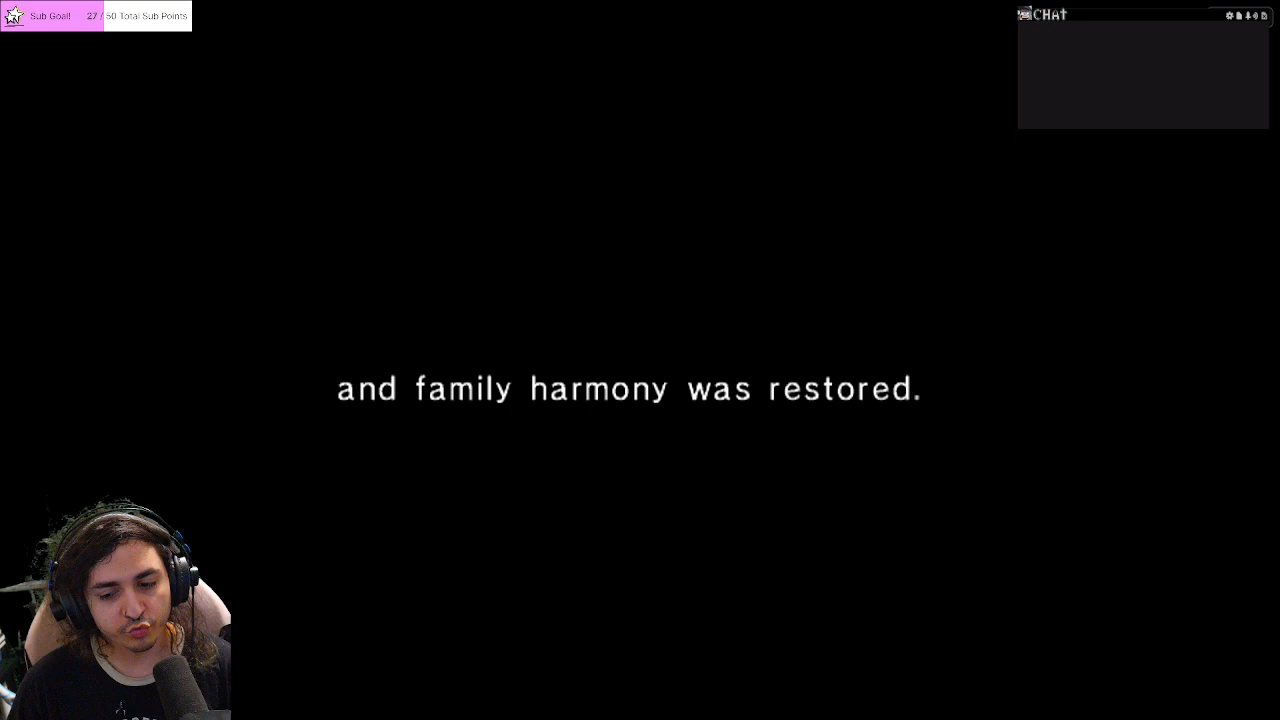 Sub Goal! 27 / 50 Total Sub Points
CHAt
and family harmony was restored.